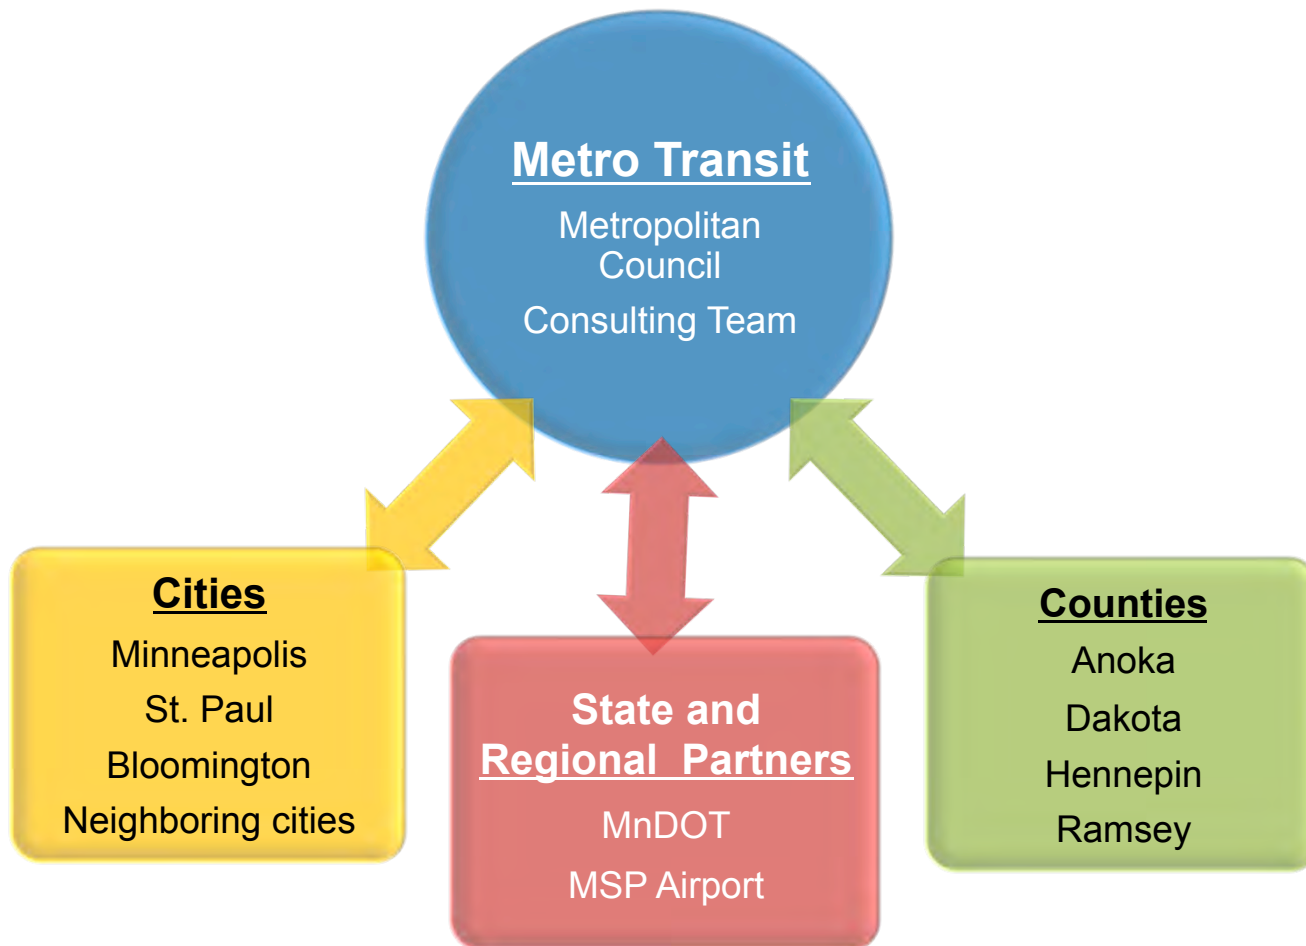 Metro Transit
Metropolitan
Council
Consulting Team
Cities
Minneapolis
St. Paul
Bloomington
Neighboring cities
State and
Regional Partners
MnDOT
MSP Airport
Counties
Anoka
Dakota
Hennepin
Ramsey